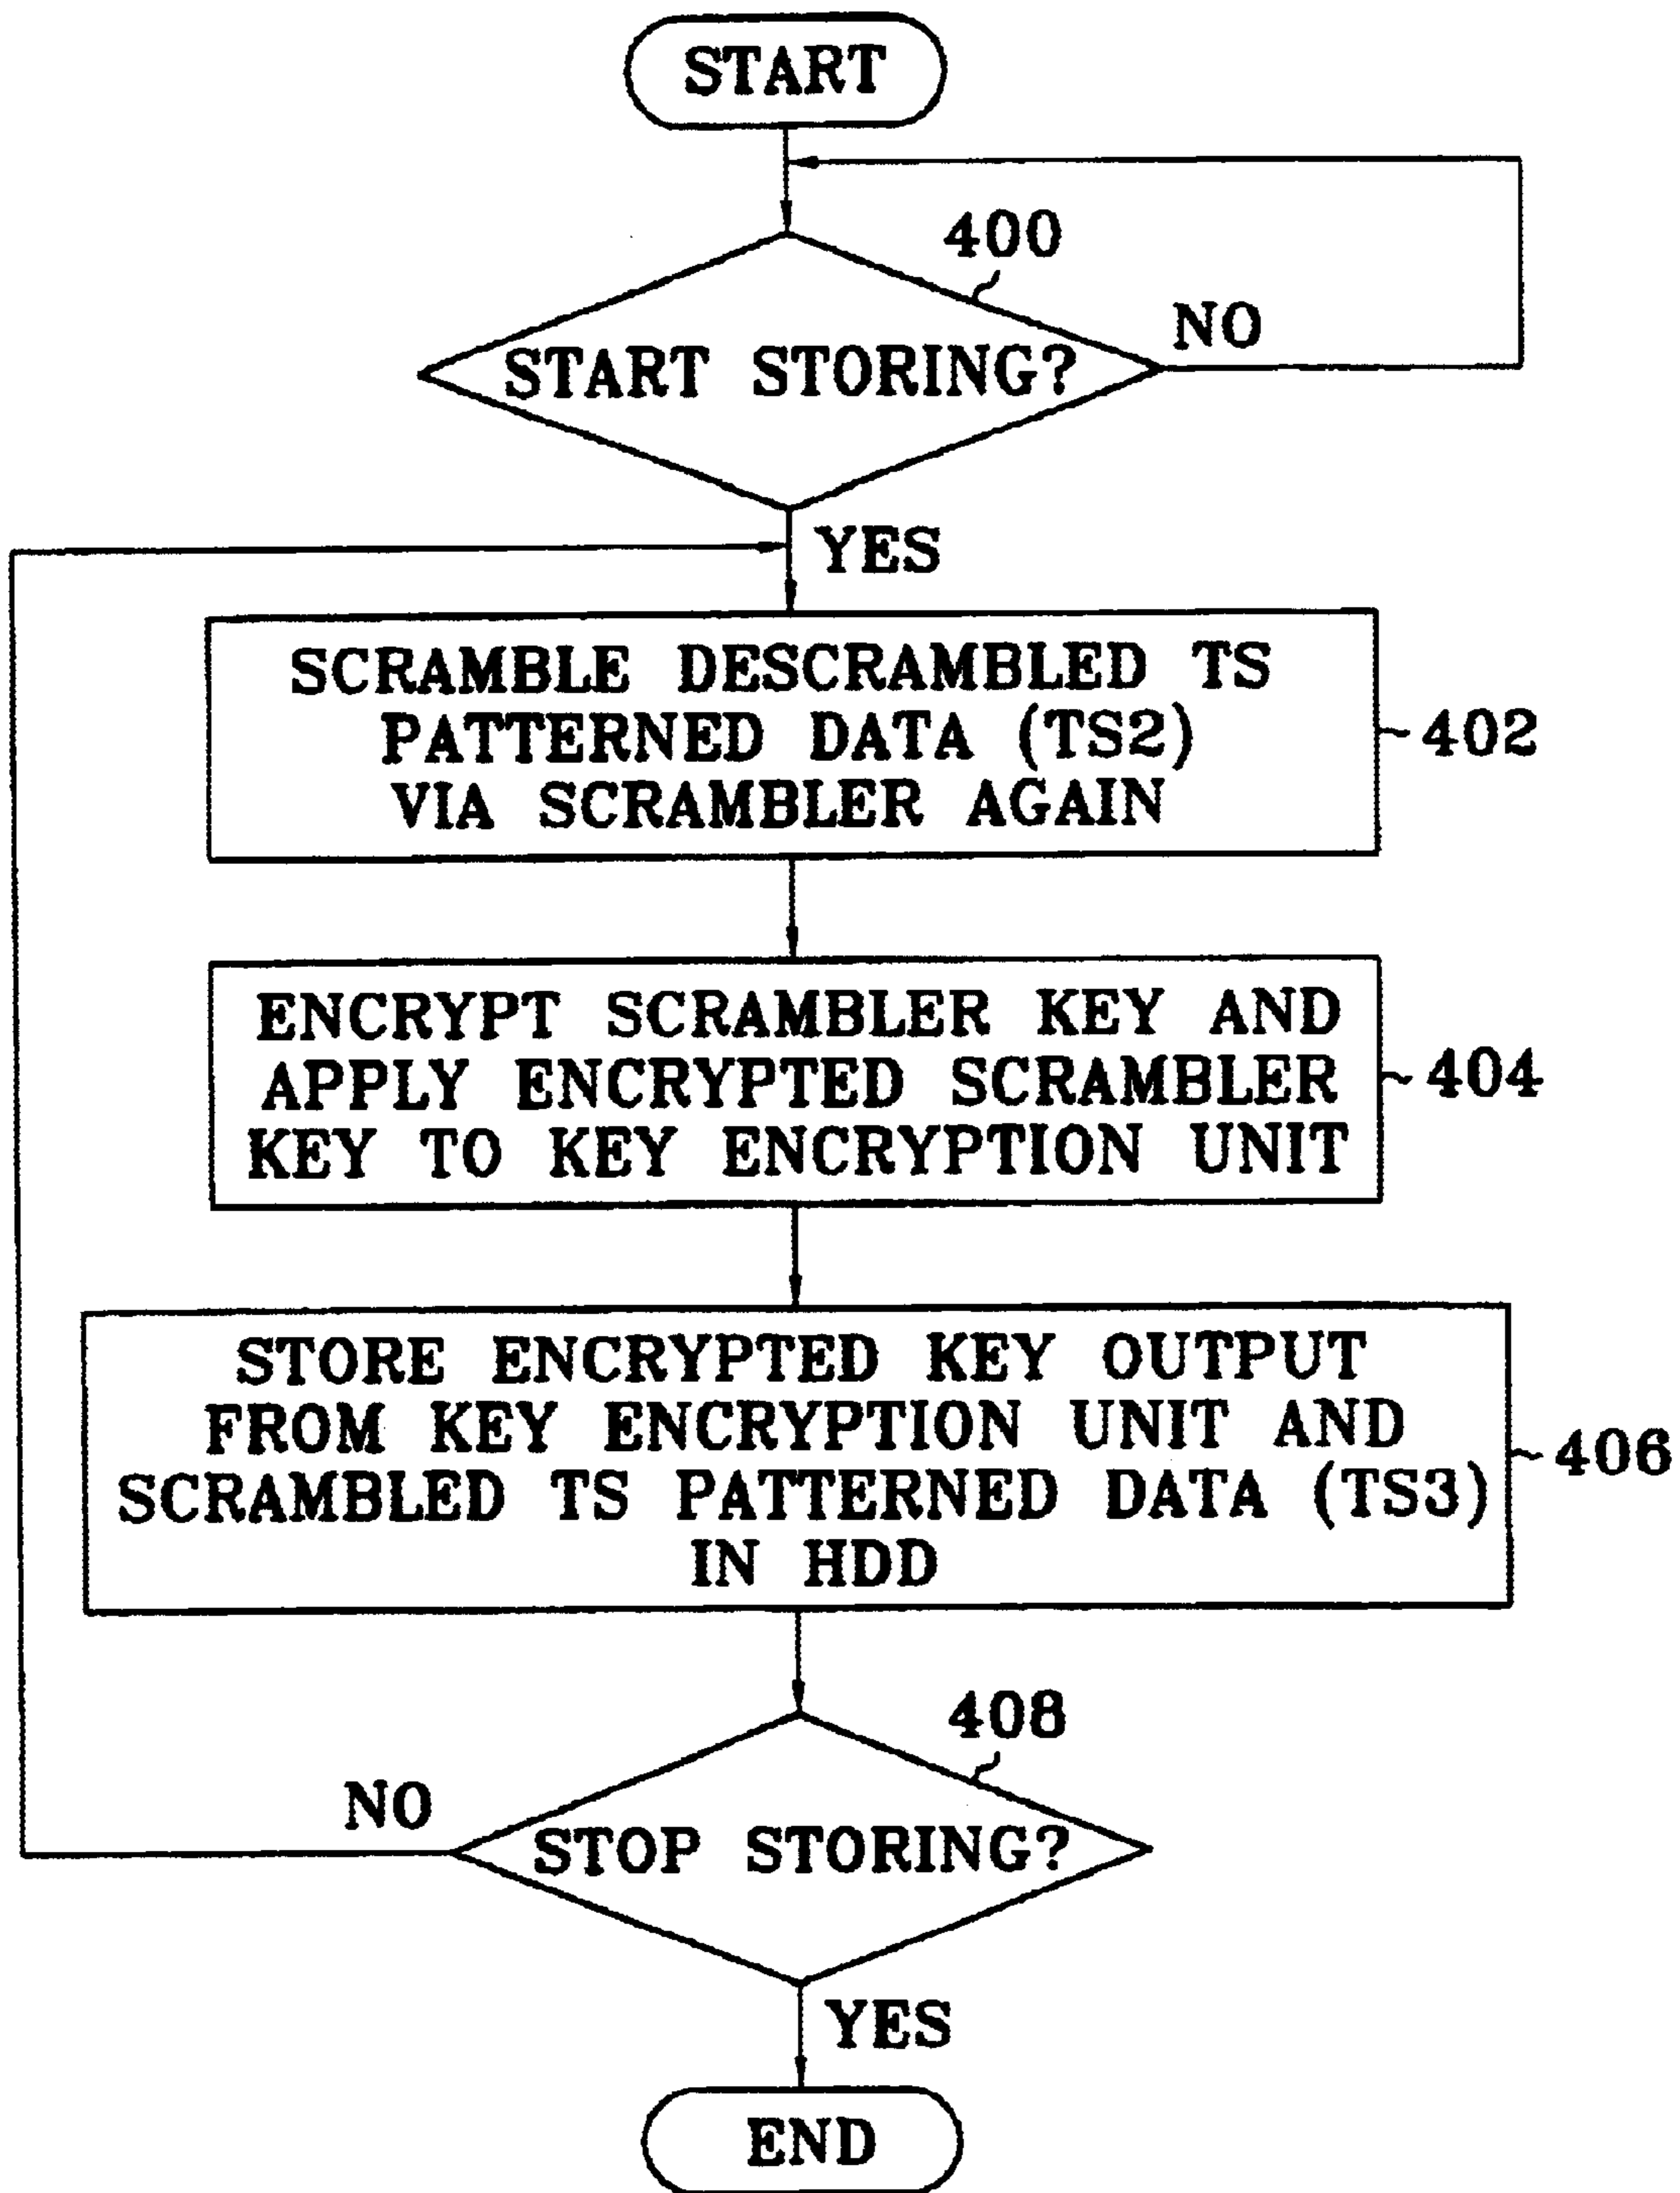 START
400
START STORING?
NO
YES
SCRAMBLE DESCRAMBLED TS
PATTERNED DATA (TS2)
VIA SCRAMBLER AGAIN
402
ENCRYPT SCRAMBLER KEY AND
APPLY ENCRYPTED SCRAMBLER
KEY TO KEY ENCRYPTION UNIT
404
STORE ENCRYPTED KEY OUTPUT
FROM KEY ENCRYPTION UNIT AND
SCRAMBLED TS PATTERNED DATA (TS3)
IN HDD
406
408
NO
STOP STORING?
YES
END